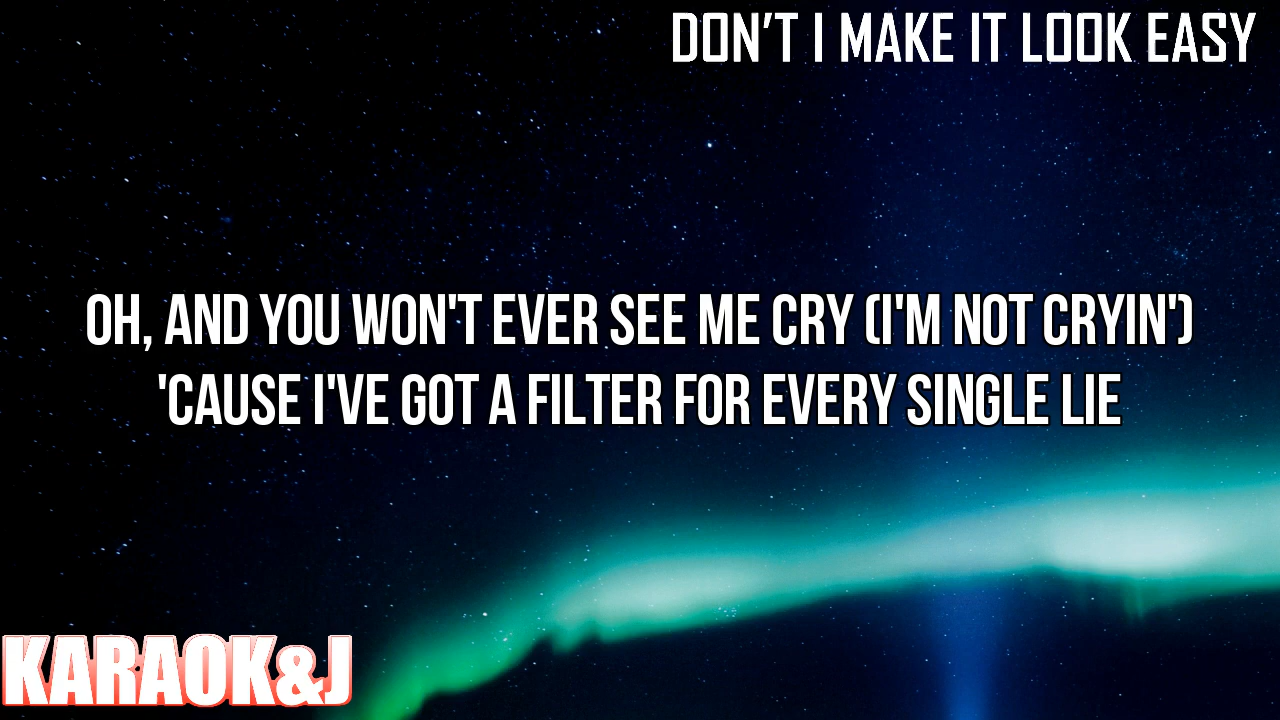 DON'T I MAKE IT LOOK EASY
OH, AND YOU WON'T EVER SEE ME CRY (I'M NOT CRYIN')
'CAUSE I'VE GOT A FILTER FOR EVERY SINGLE LIE
KARAOK&J